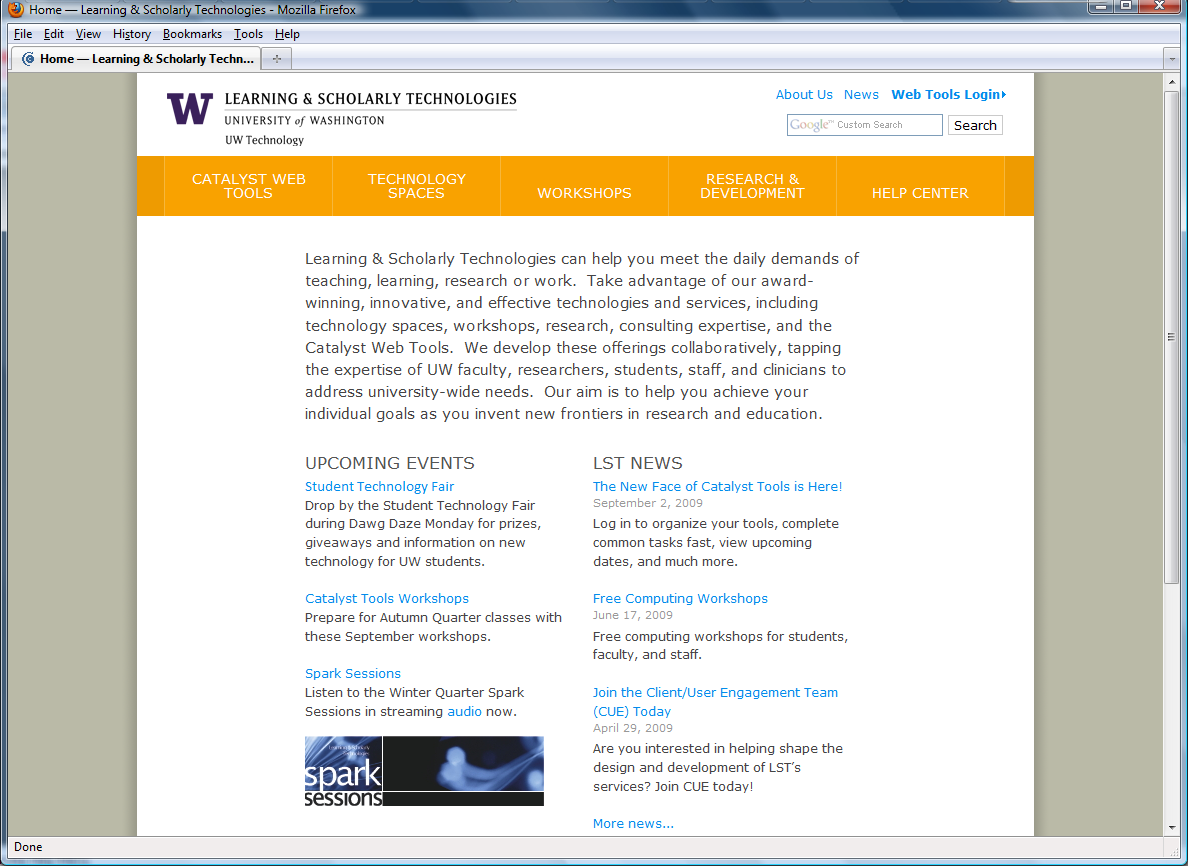 Home — Learning & Scholarly Technologies - Mozilla Firefox
File Edit View History Bookmarks Tools Help
Home — Learning & Scholarly Techn...
W LEARNING & SCHOLARLY TECHNOLOGIES
UNIVERSITY of WASHINGTON
UW Technology
About Us News Web Tools Login
Google™ Custom Search Search
CATALYST WEB
TOOLS
TECHNOLOGY
SPACES
WORKSHOPS
RESEARCH &
DEVELOPMENT
HELP CENTER
Learning & Scholarly Technologies can help you meet the daily demands of
teaching, learning, research or work. Take advantage of our award-
winning, innovative, and effective technologies and services, including
technology spaces, workshops, research, consulting expertise, and the
Catalyst Web Tools. We develop these offerings collaboratively, tapping
the expertise of UW faculty, researchers, students, staff, and clinicians to
address university-wide needs. Our aim is to help you achieve your
individual goals as you invent new frontiers in research and education.
UPCOMING EVENTS
Student Technology Fair
Drop by the Student Technology Fair
during Dawg Daze Monday for prizes,
giveaways and information on new
technology for UW students.
Catalyst Tools Workshops
Prepare for Autumn Quarter classes with
these September workshops.
Spark Sessions
Listen to the Winter Quarter Spark
Sessions in streaming audio now.
spark
sessions
LST NEWS
The New Face of Catalyst Tools is Here!
September 2, 2009
Log in to organize your tools, complete
common tasks fast, view upcoming
dates, and much more.
Free Computing Workshops
June 17, 2009
Free computing workshops for students,
faculty, and staff.
Join the Client/User Engagement Team
(CUE) Today
April 29, 2009
Are you interested in helping shape the
design and development of LST's
services? Join CUE today!
More news...
Done